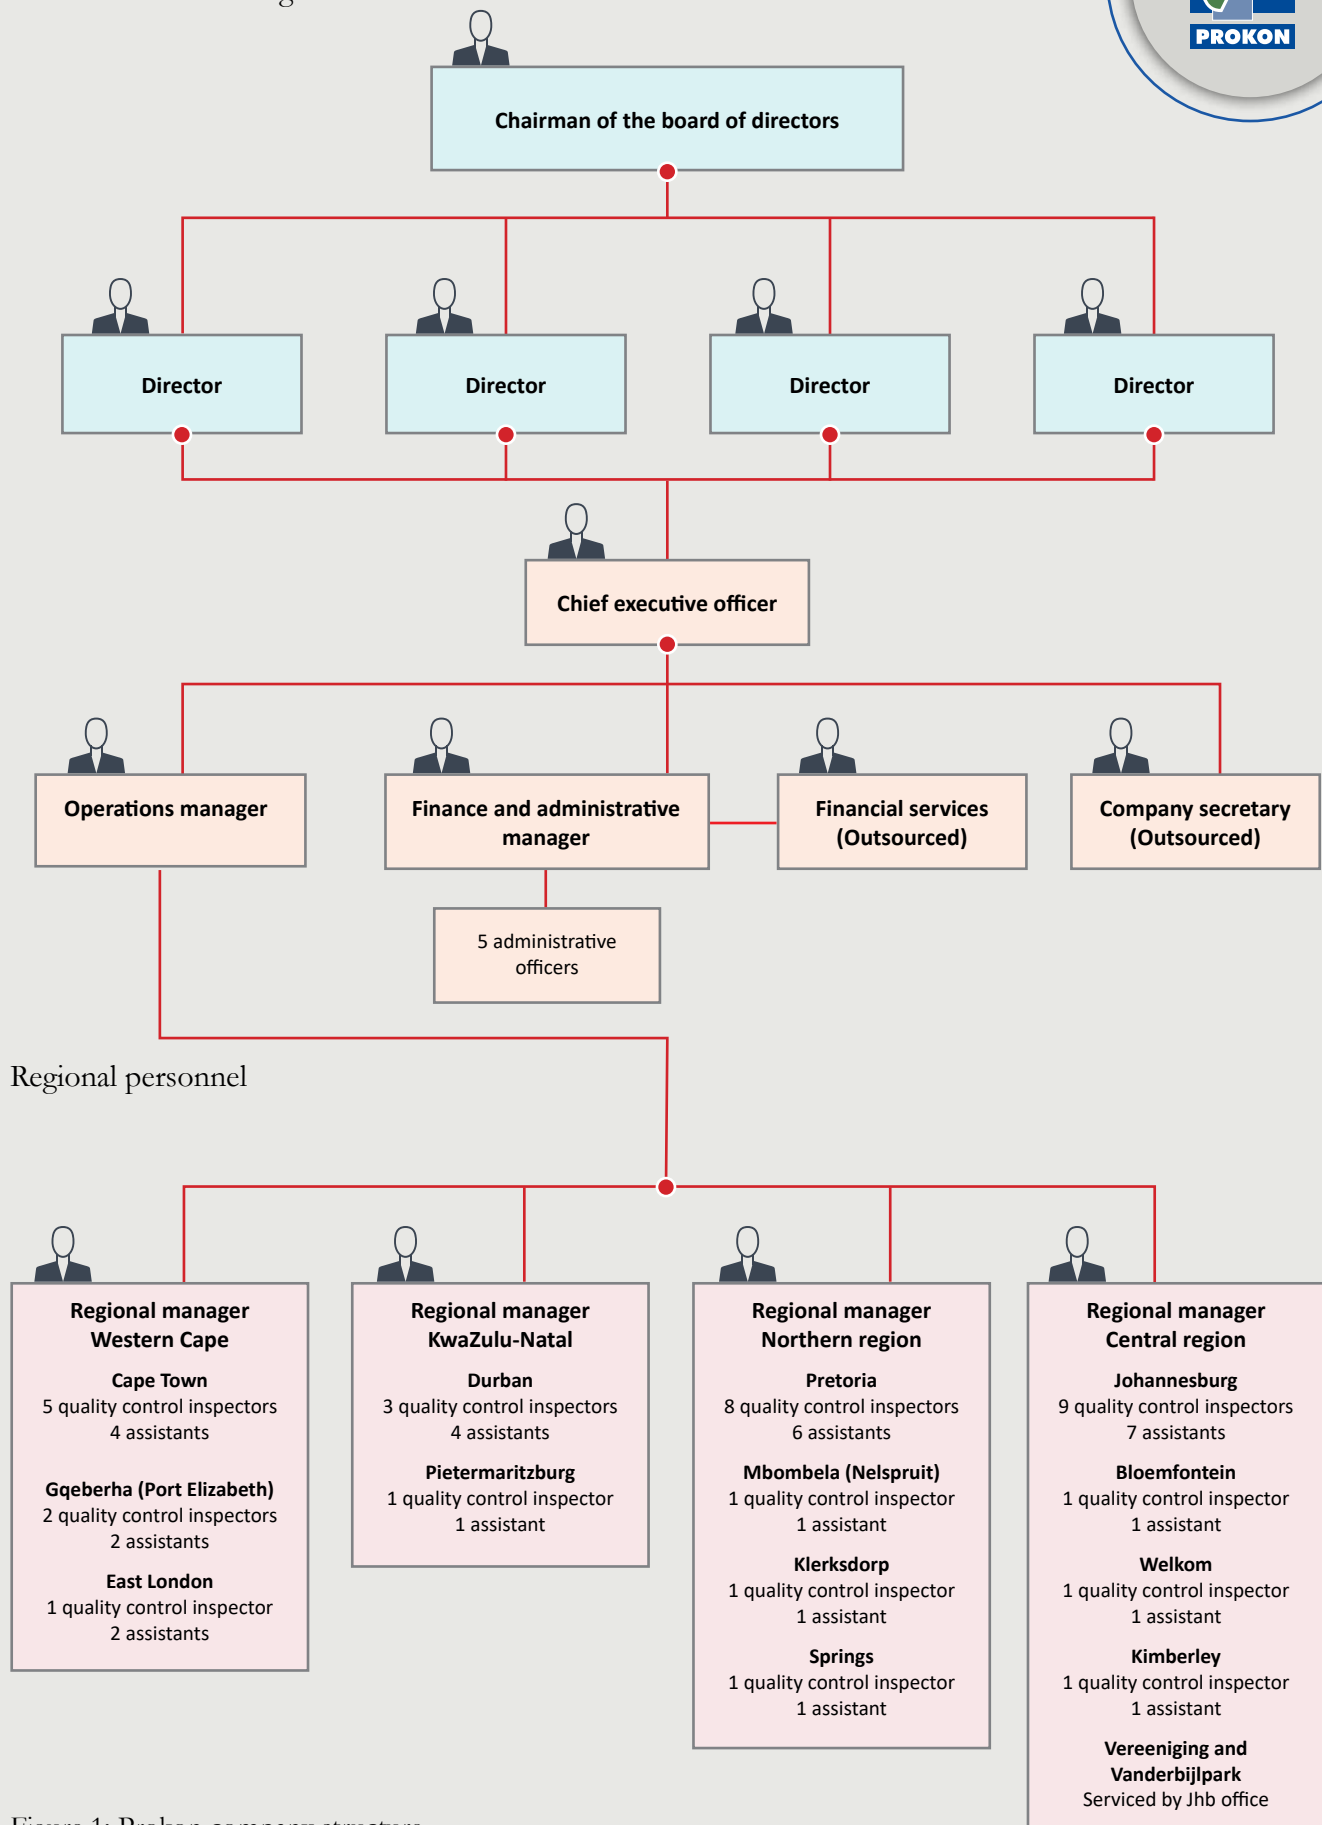 PROKON
Chairman of the board of directors
Director
Director
Director
Director
Chief executive officer
Operations manager
Finance and administrative
manager
Financial services
(Outsourced)
Company secretary
(Outsourced)
5 administrative
officers
Regional personnel
Regional manager
Western Cape
Cape Town
5 quality control inspectors
4 assistants
Gqeberha (Port Elizabeth)
2 quality control inspectors
2 assistants
East London
1 quality control inspector
2 assistants
Regional manager
KwaZulu-Natal
Durban
3 quality control inspectors
4 assistants
Pietermaritzburg
1 quality control inspector
1 assistant
Regional manager
Northern region
Pretoria
8 quality control inspectors
6 assistants
Mbombela (Nelspruit)
1 quality control inspector
1 assistant
Klerksdorp
1 quality control inspector
1 assistant
Springs
1 quality control inspector
1 assistant
Regional manager
Central region
Johannesburg
9 quality control inspectors
7 assistants
Bloemfontein
1 quality control inspector
1 assistant
Welkom
1 quality control inspector
1 assistant
Kimberley
1 quality control inspector
1 assistant
Vereeniging and
Vanderbijlpark
Serviced by Jhb office
Figure 1: Prokon company structure